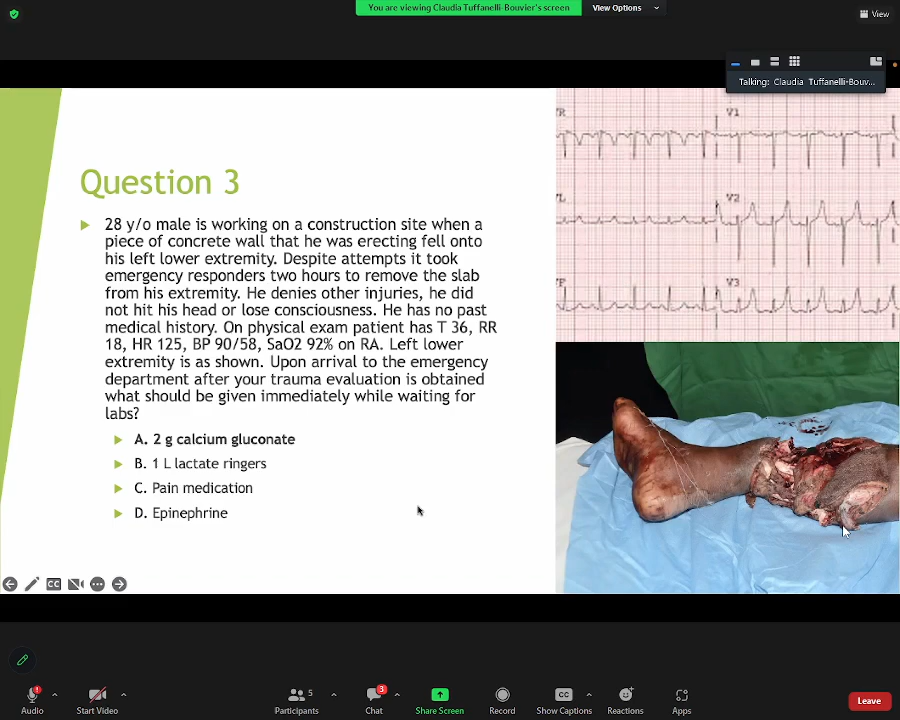 You are viewing Claudia Tuffanelli-Bouvier's screen
View Options
View
Talking: Claudia Tuffanelli-Bouv...
Question 3
28 y/o male is working on a construction site when a
piece of concrete wall that he was erecting fell onto
his left lower extremity. Despite attempts it took
emergency responders two hours to remove the slab
from his extremity. He denies other injuries, he did
not hit his head or lose consciousness. He has no past
medical history. On physical exam patient has T 36, RR
18, HR 125, BP 90/58, SaO2 92% on RA. Left lower
extremity is as shown. Upon arrival to the emergency
department after your trauma evaluation is obtained
what should be given immediately while waiting for
labs?
A. 2 g calcium gluconate
B. 1 L lactate ringers
C. Pain medication
D. Epinephrine
VR
V1
VL
V2
VF
V3
CC
Audio
Start Video
5
Participants
3
Chat
Share Screen
Record
CC
Show Captions
Reactions
Apps
Leave